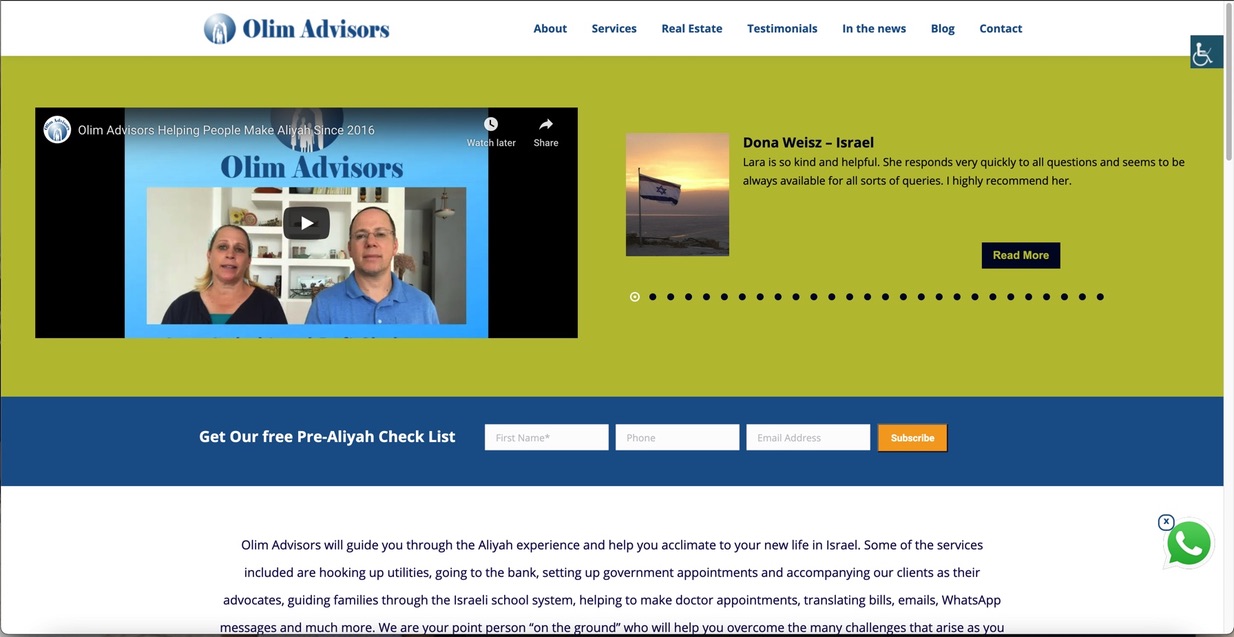 Olim Advisors
About
Services
Real Estate
Testimonials
In the news
Blog
Contact
Olim Advisors Helping People Make Aliyah Since 2016
Watch later
Share
Olim Advisors
Dona Weisz – Israel
Lara is so kind and helpful. She responds very quickly to all questions and seems to be
always available for all sorts of queries. I highly recommend her.
Read More
Get Our free Pre-Aliyah Check List
First Name*
Phone
Email Address
Subscribe
x
Olim Advisors will guide you through the Aliyah experience and help you acclimate to your new life in Israel. Some of the services
included are hooking up utilities, going to the bank, setting up government appointments and accompanying our clients as their
advocates, guiding families through the Israeli school system, helping to make doctor appointments, translating bills, emails, WhatsApp
messages and much more. We are your point person “on the ground” who will help you overcome the many challenges that arise as you